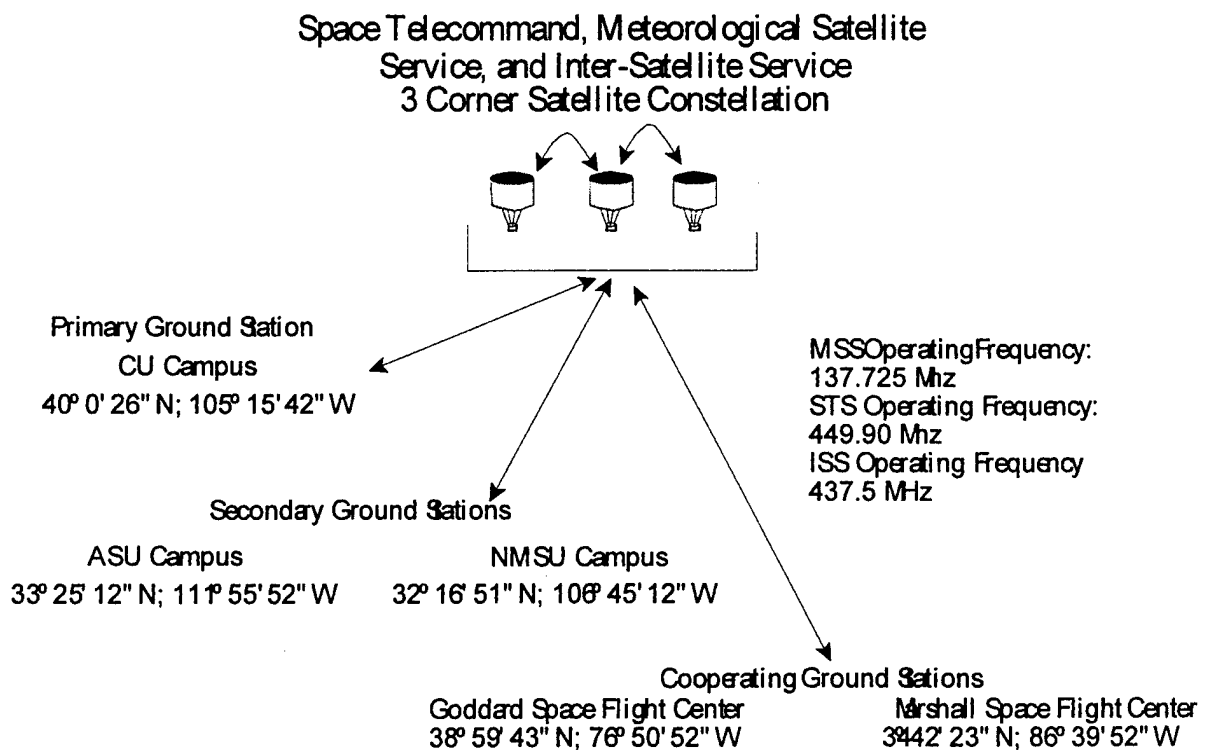 Space Telecommand, Meteorological Satellite
Service, and Inter-Satellite Service
3 Corner Satellite Constellation
Primary Ground Station
CU Campus
40º 0' 26" N; 105º 15' 42" W
MSS Operating Frequency:
137.725 Mhz
STS Operating Frequency:
449.90 Mhz
ISS Operating Frequency
437.5 MHz
Secondary Ground Stations
ASU Campus
33º 25' 12" N; 111º 55' 52" W
NMSU Campus
32º 16' 51" N; 106º 45' 12" W
Cooperating Ground Stations
Goddard Space Flight Center
38º 59' 43" N; 76º 50' 52" W
Marshall Space Flight Center
34º42' 23" N; 86º 39' 52" W